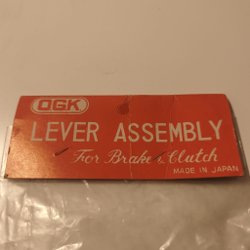 OGK
LEVER ASSEMBLY
For Brake & Clutch
MADE IN JAPAN